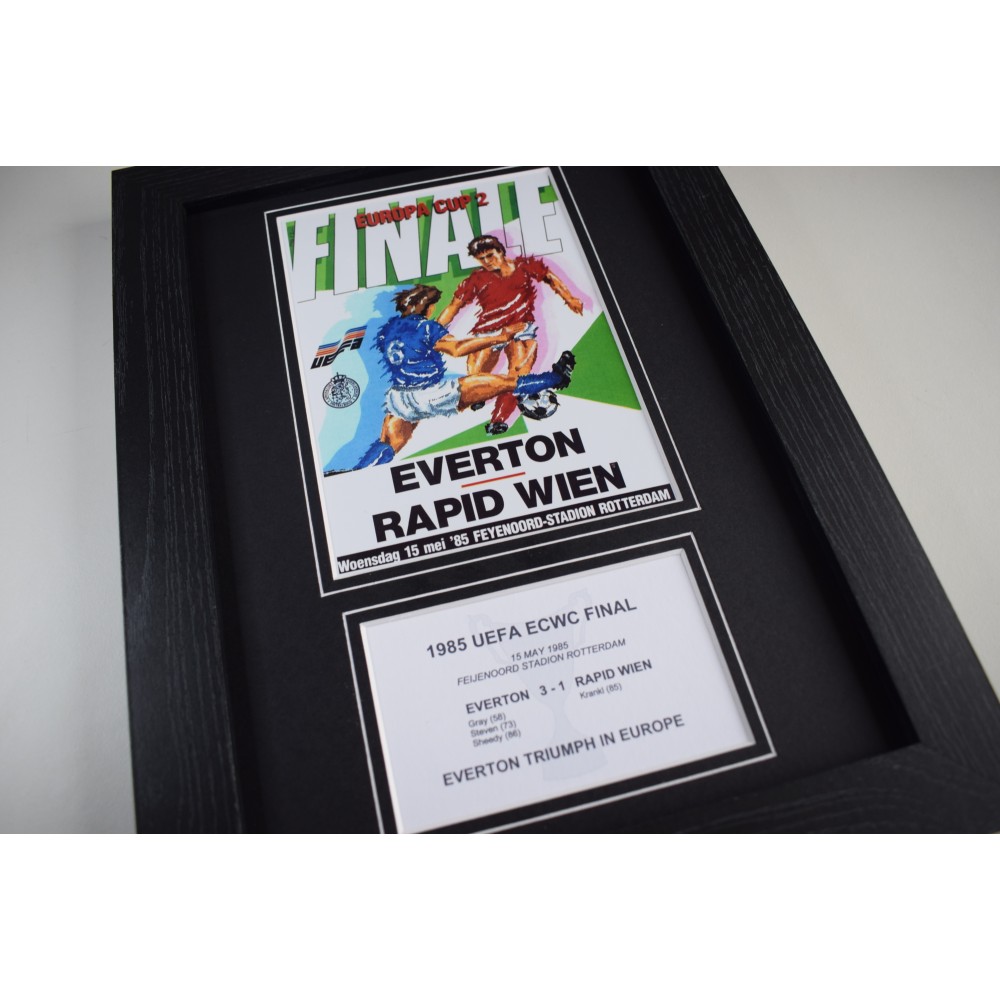 EUROPA CUP 2
FINALE
6
UEFA
EVERTON
RAPID WIEN
Woensdag 15 mei '85 FEYENOORD-STADION ROTTERDAM
1985 UEFA ECWC FINAL
15 MAY 1985
FEIJENOORD STADION ROTTERDAM
EVERTON 3 - 1 RAPID WIEN
Gray (58) Krankl (85)
Steven (73)
Sheedy (86)
EVERTON TRIUMPH IN EUROPE